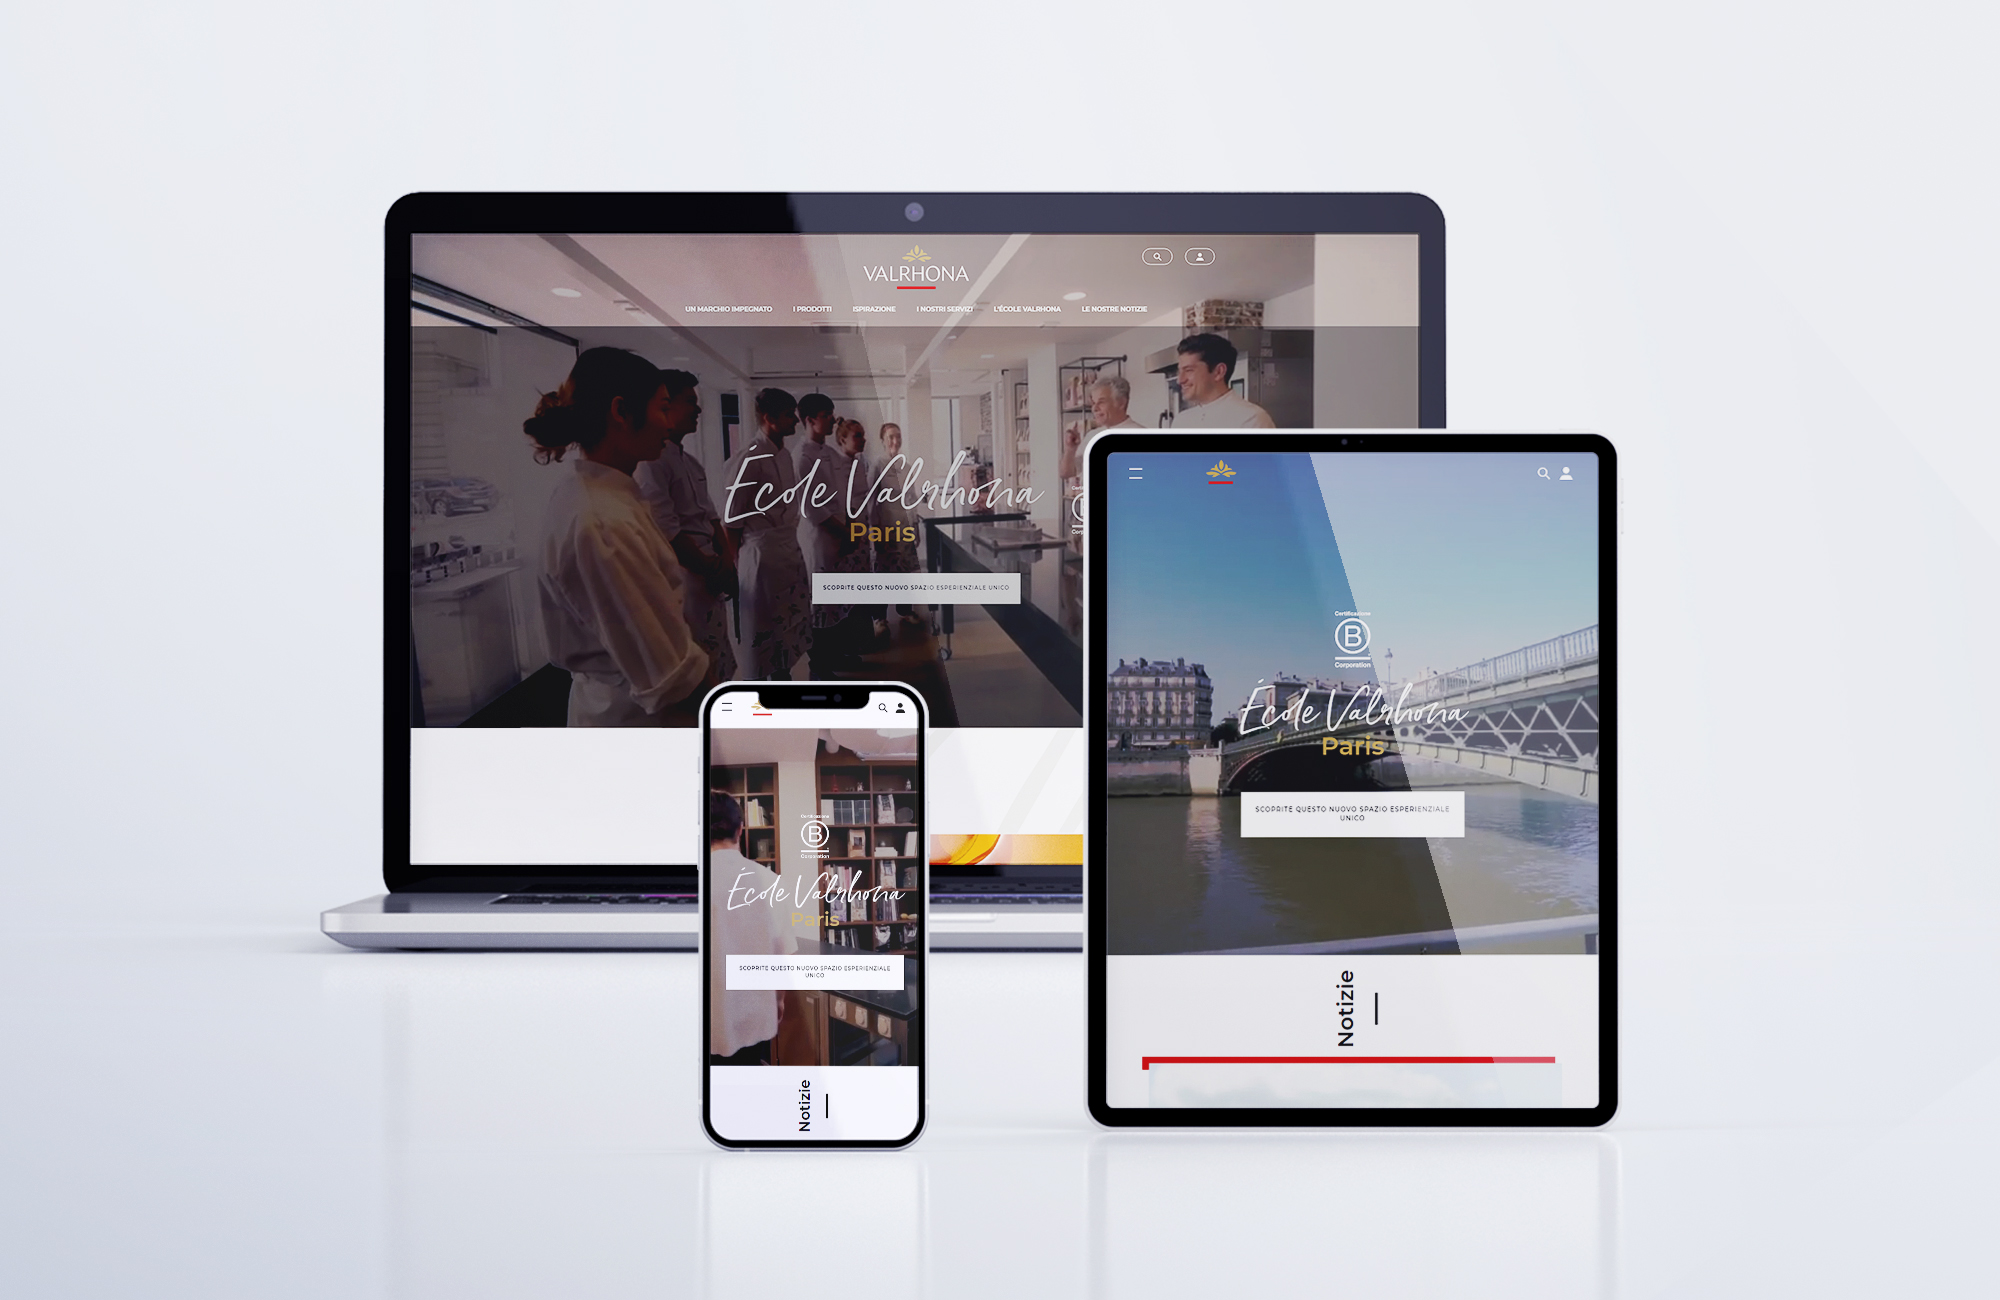 VALRHONA
UN MARCHIO IMPEGNATO I PRODOTTI ISPIRAZIONE I NOSTRI SERVIZI L'ÉCOLE VALRHONA LE NOSTRE NOTIZIE
École Valrhona
Paris
SCOPRITE QUESTO NUOVO SPAZIO ESPERIENZIALE UNICO
Certificazione
B
Corporation
École Valrhona
Paris
SCOPRITE QUESTO NUOVO SPAZIO ESPERIENZIALE
UNICO
Notizie
Certificazione
B
Corporation
École Valrhona
Paris
SCOPRITE QUESTO NUOVO SPAZIO ESPERIENZIALE
UNICO
Notizie